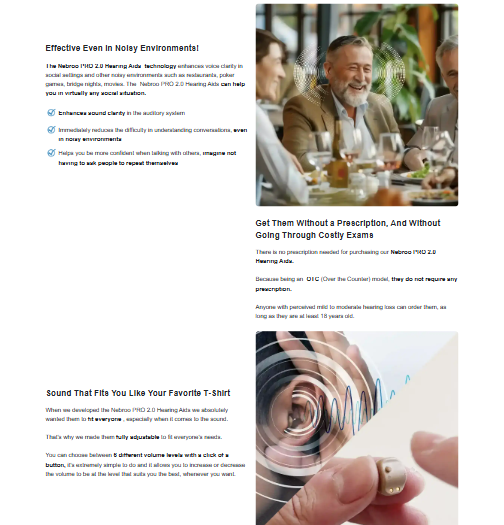 Effective Even in Noisy Environments!
The Nebroo PRO 2.0 Hearing Aids technology enhances voice clarity in
social settings and other noisy environments such as restaurants, poker
games, bridge nights, movies. The Nebroo PRO 2.0 Hearing Aids can help
you in virtually any social situation.
Enhances sound clarity in the auditory system
Immediately reduces the difficulty in understanding conversations, even
in noisy environments
Helps you be more confident when talking with others, imagine not
having to ask people to repeat themselves
Get Them Without a Prescription, And Without
Going Through Costly Exams
There is no prescription needed for purchasing our Nebroo PRO 2.0
Hearing Aids.
Because being an OTC (Over the Counter) model, they do not require any
prescription.
Anyone with perceived mild to moderate hearing loss can order them, as
long as they are at least 18 years old.
Sound That Fits You Like Your Favorite T-Shirt
When we developed the Nebroo PRO 2.0 Hearing Aids we absolutely
wanted them to fit everyone , especially when it comes to the sound.
That's why we made them fully adjustable to fit everyone's needs.
You can choose between 6 different volume levels with a click of a
button, it's extremely simple to do and it allows you to increase or decrease
the volume to be at the level that suits you the best, whenever you want.